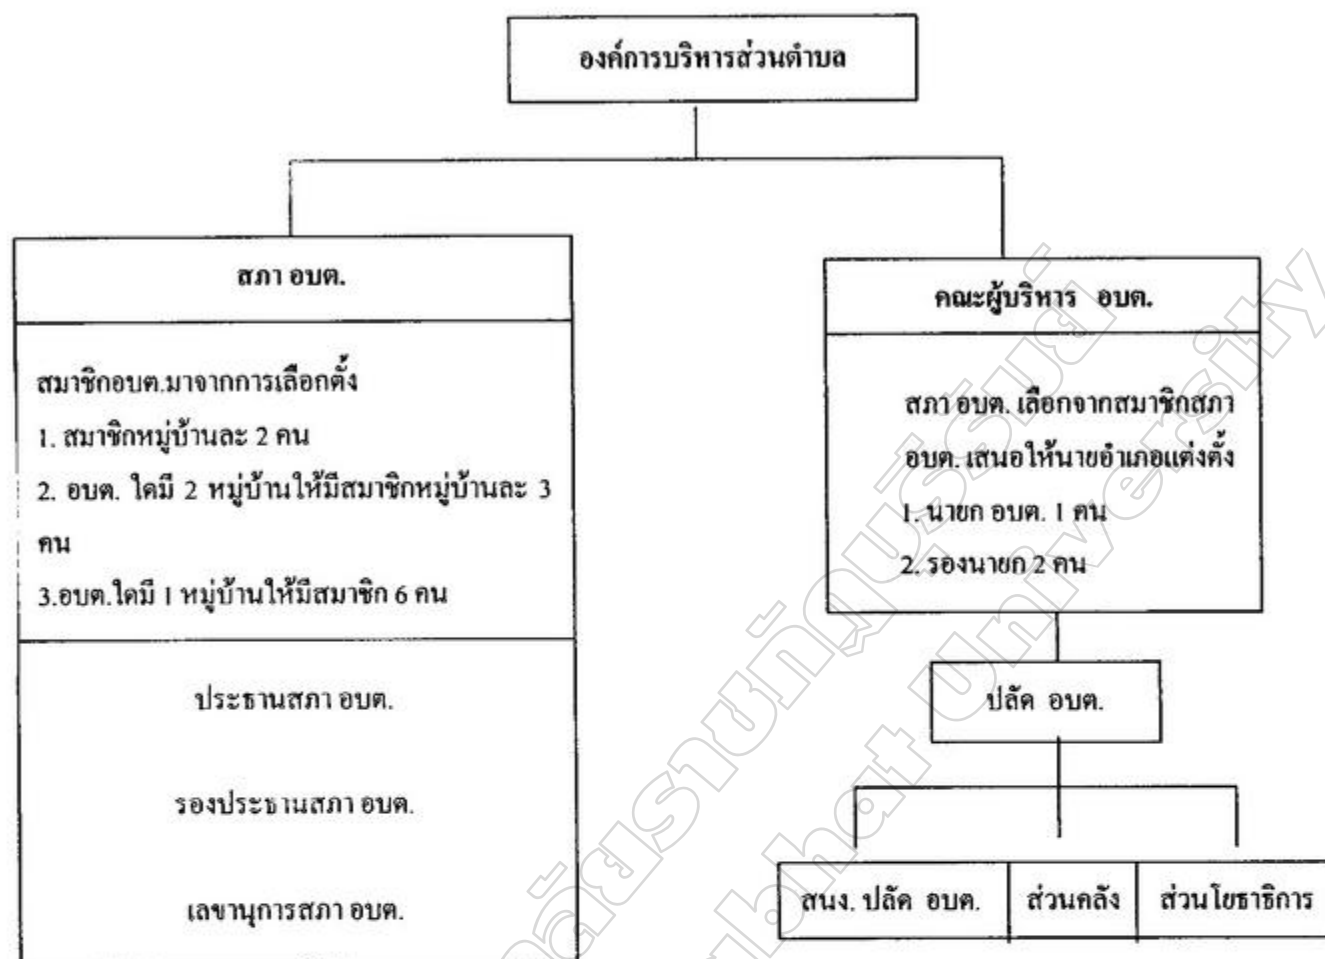 องค์การบริหารส่วนตำบล
สภา อบต.
สมาชิกอบต.มาจากการเลือกตั้ง
1. สมาชิกหมู่บ้านละ 2 คน
2. อบต. ใดมี 2 หมู่บ้านให้มีสมาชิกหมู่บ้านละ 3
คน
3.อบต.ใดมี 1 หมู่บ้านให้มีสมาชิก 6 คน
ประธานสภา อบต.
รองประธานสภา อบต.
เลขานุการสภา อบต.
คณะผู้บริหาร อบต.
สภา อบต. เลือกจากสมาชิกสภา
อบต. เสนอให้นายอำเภอแต่งตั้ง
1. นายก อบต. 1 คน
2. รองนายก 2 คน
ปลัด อบต.
สนง. ปลัด อบต.
ส่วนคลัง
ส่วนโยธาธิการ
ลัยราชภัฏบุรีรัมย์
bhat University